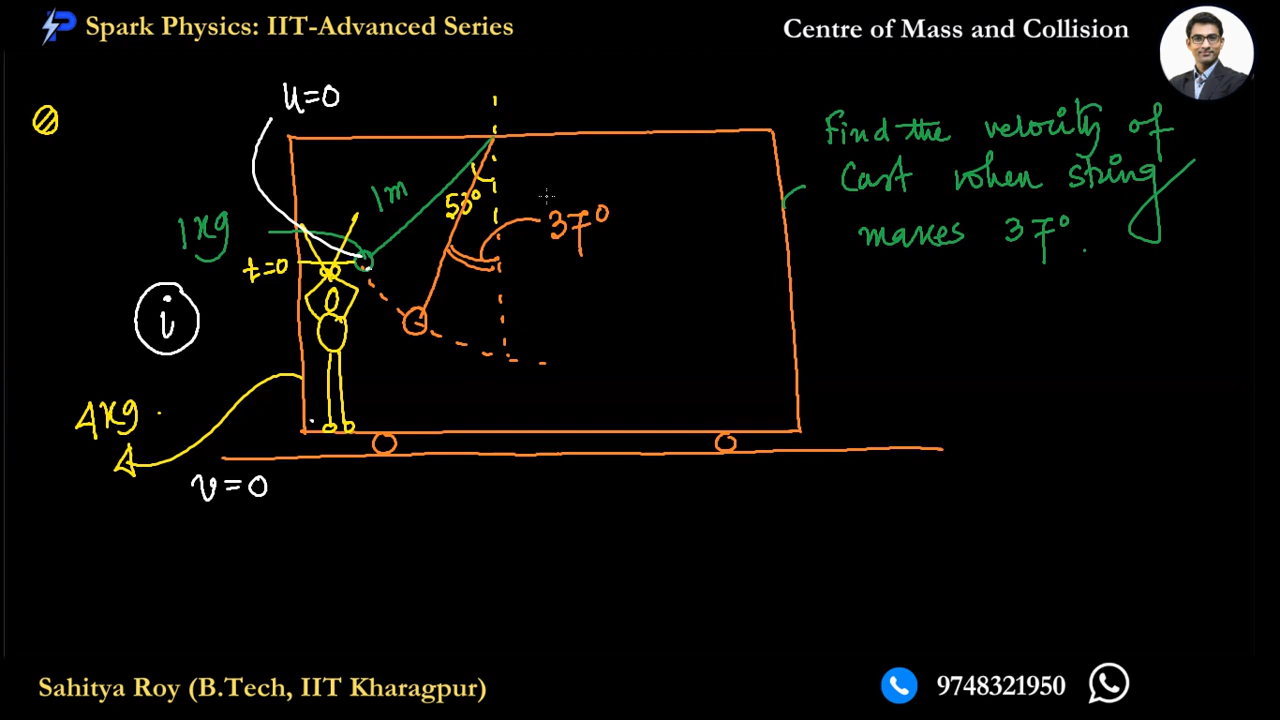 Spark Physics: IIT-Advanced Series
Centre of Mass and Collision
u=0
Find the velocity of
Cart when string
makes 37°.
1m
1kg
53°
37°
t=0
i
4kg
v=0
Sahitya Roy (B.Tech, IIT Kharagpur)
9748321950